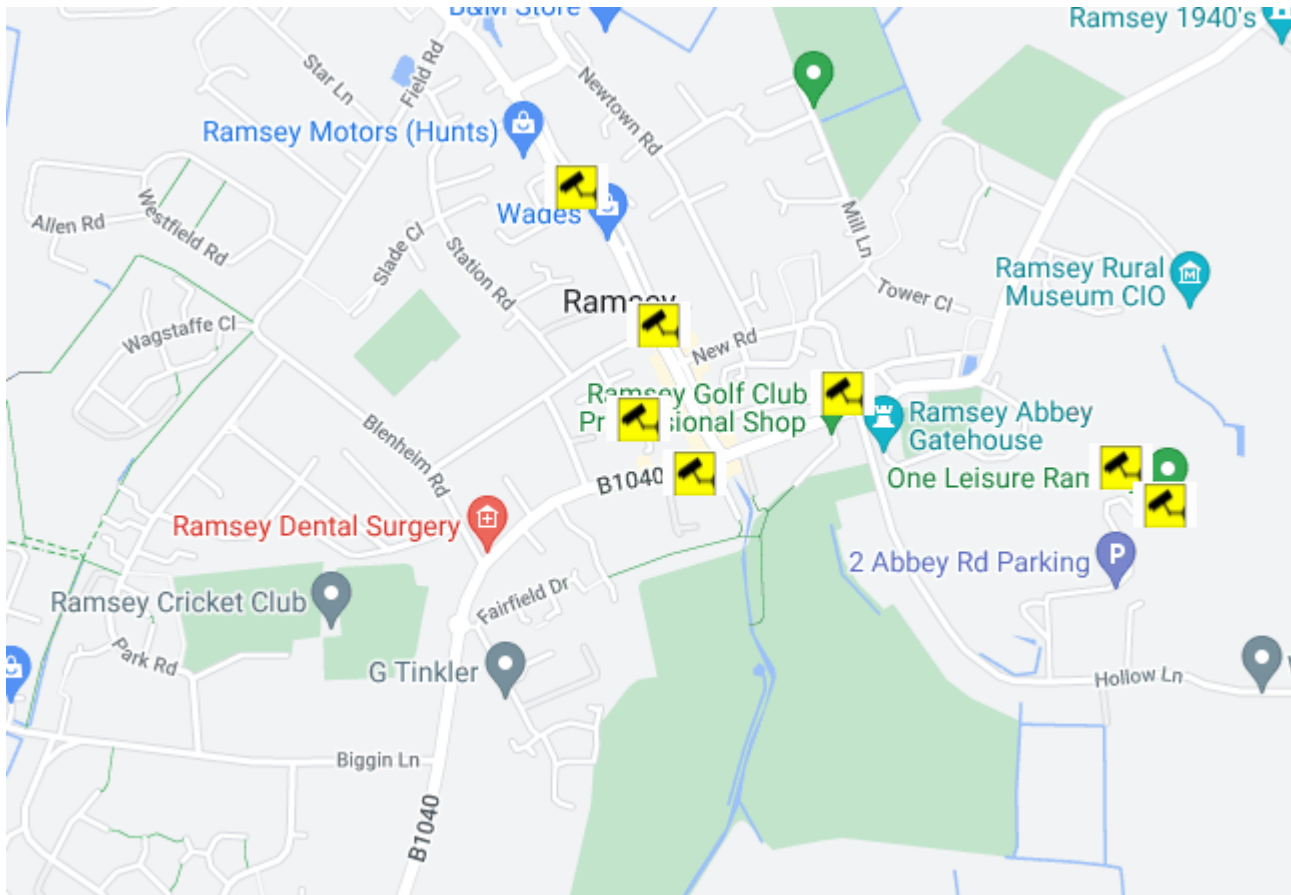 B&M Store
Ramsey 1940's
Star Ln
Field Rd
Newtown Rd
Ramsey Motors (Hunts)
Allen Rd
Westfield Rd
Slade Cl
Wades
Mill Ln
Station Rd
Ramsey Rural
Museum CIO
Tower Cl
Ramsey
Wagstaffe Cl
New Rd
Ramsey Golf Club
Shop
Ramsey Abbey
Gatehouse
Blenheim Rd
B1040
One Leisure
P
Ramsey Dental Surgery
2 Abbey Rd Parking
Fairfield Dr
Ramsey Cricket Club
Park Rd
G Tinkler
Hollow Ln
Biggin Ln
B1040